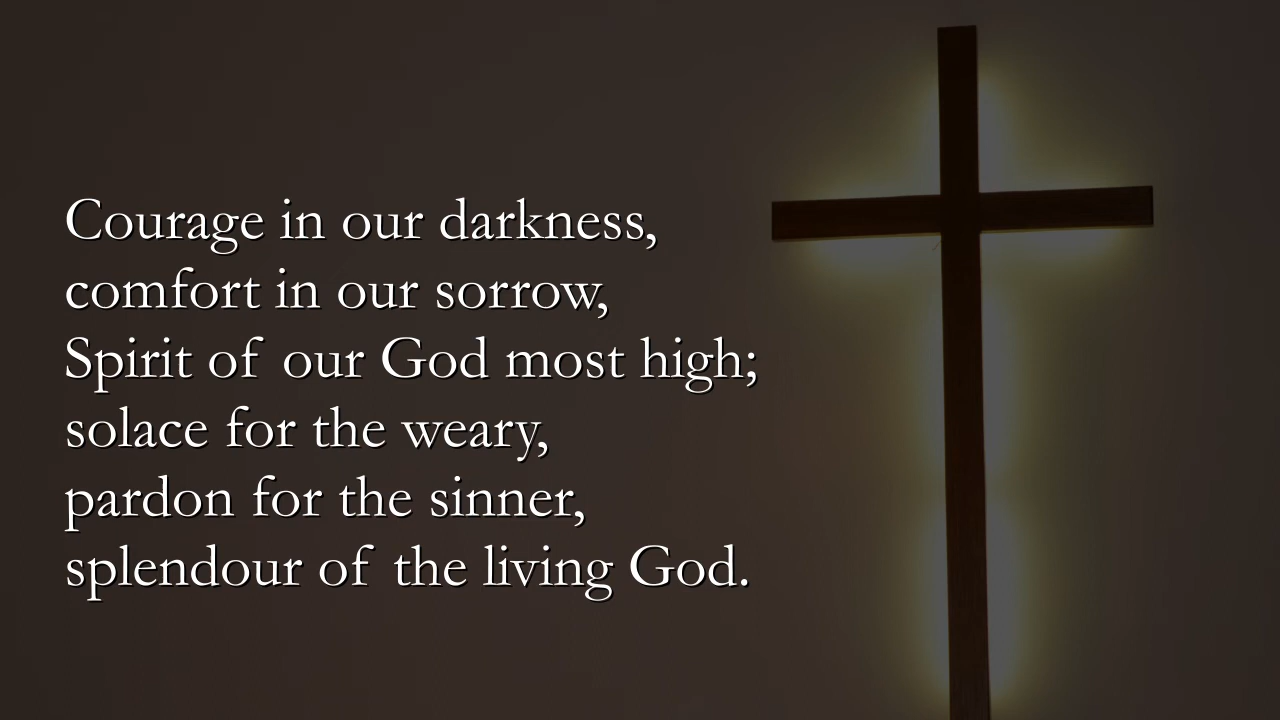 Courage in our darkness,
comfort in our sorrow,
Spirit of our God most high;
solace for the weary,
pardon for the sinner,
splendour of the living God.